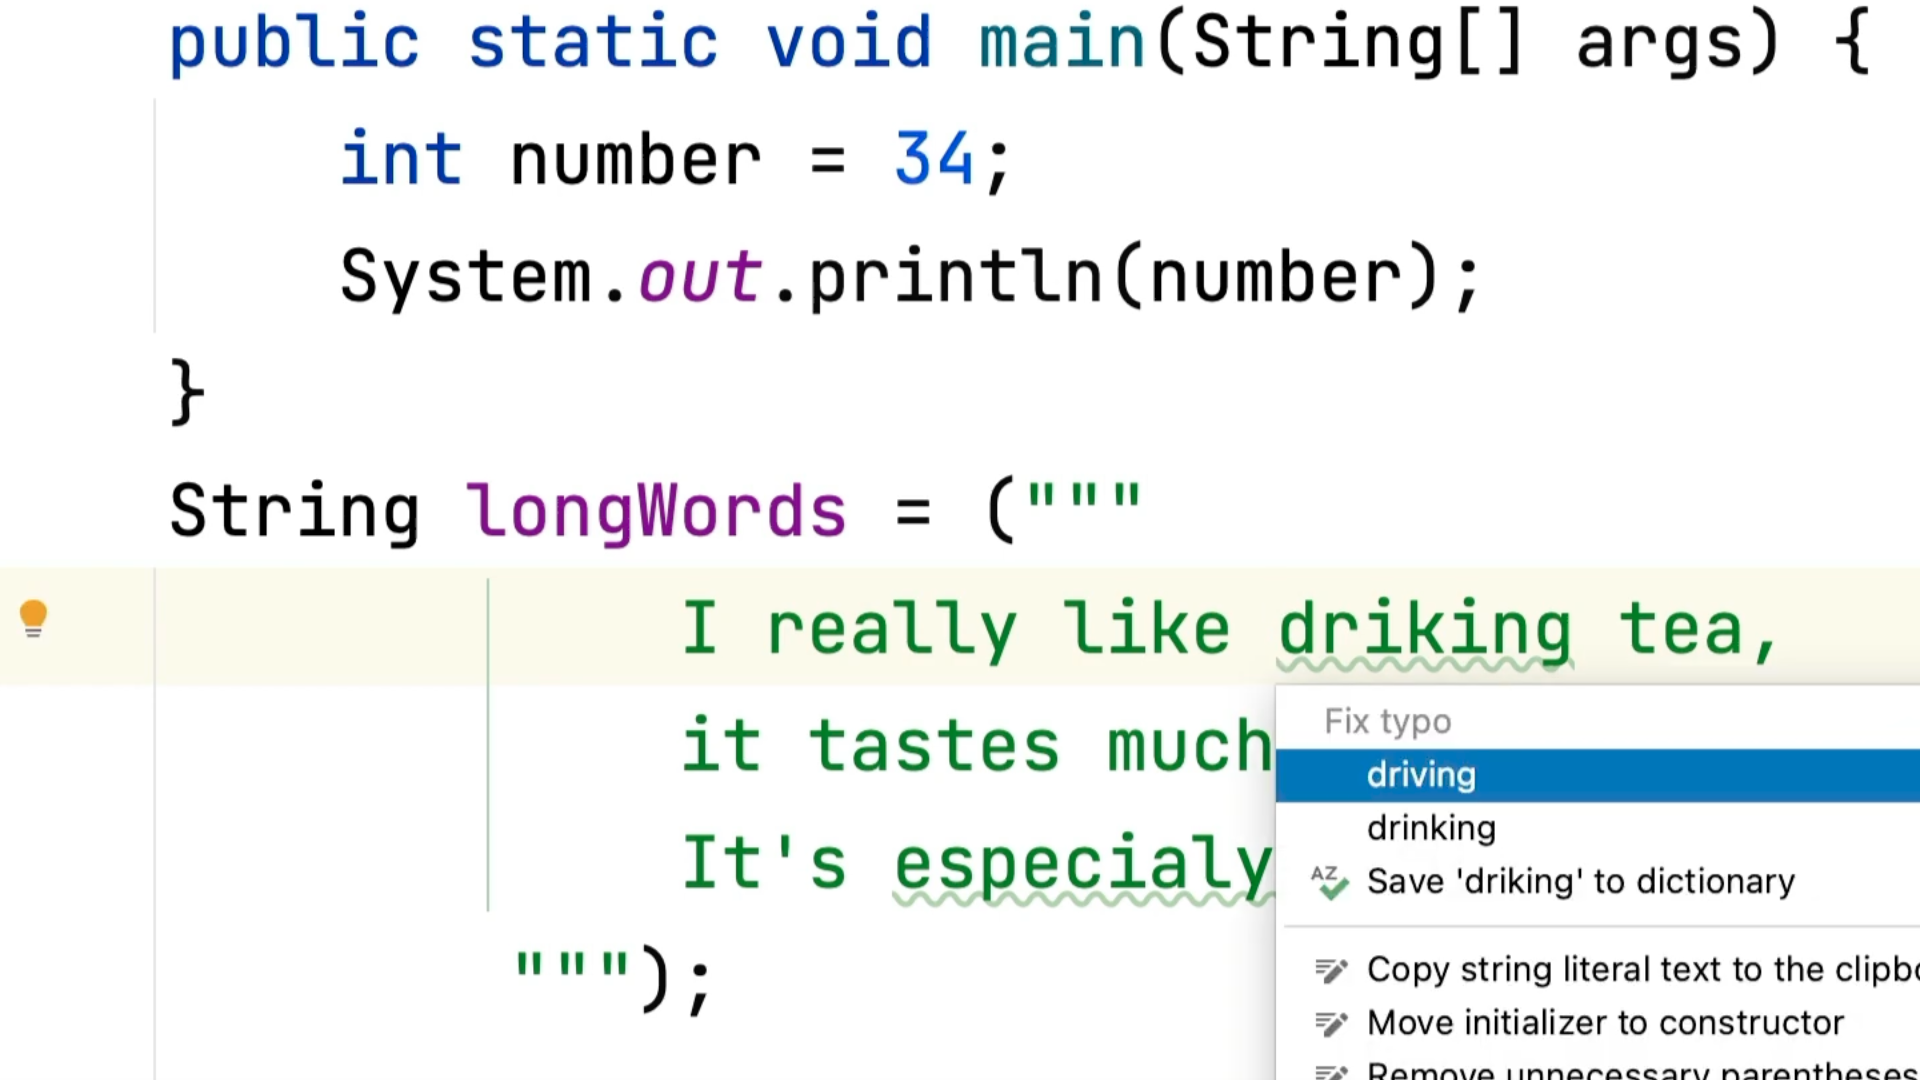 public static void main(String[] args) {
int number = 34;
System.out.println(number);
}
String longWords = ("""
I really like driking tea,
it tastes much
It's especialy
""");
Fix typo
driving
drinking
Save 'driking' to dictionary
Copy string literal text to the
Move initializer to constructor
Remove unnecessary parentheses